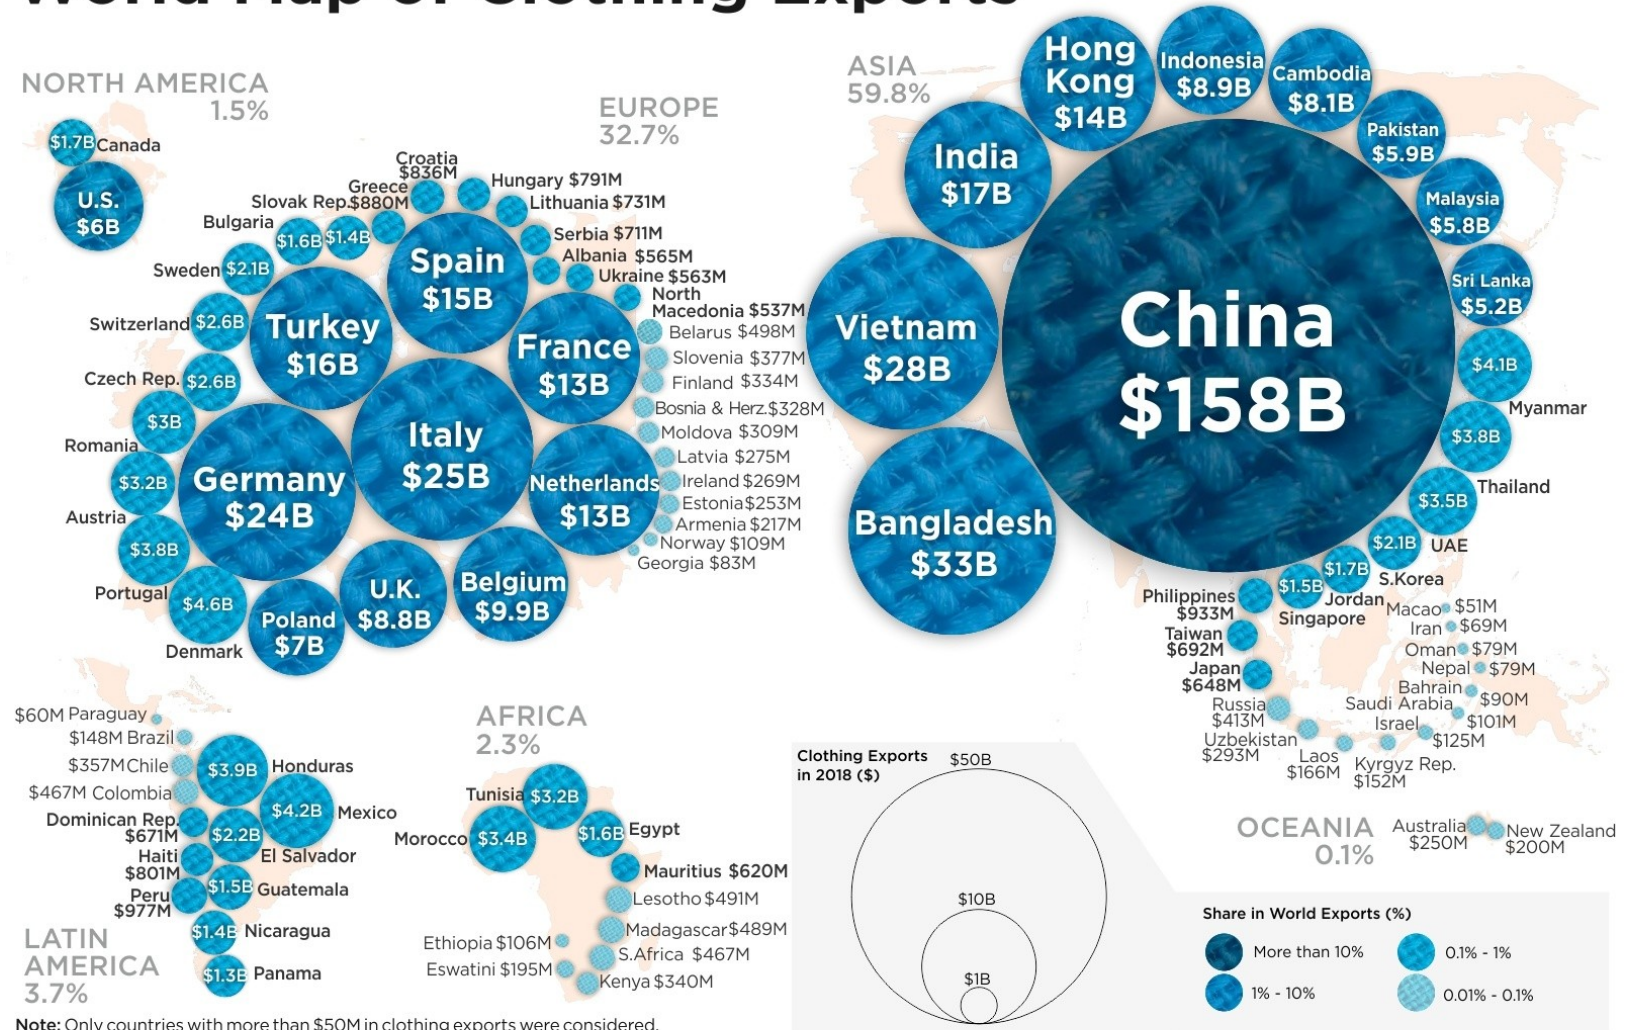 World Map of Clothing Exports
NORTH AMERICA
1.5%
$1.7B Canada
U.S.
$6B
EUROPE
32.7%
Croatia
$836M
Greece
$880M
Hungary $791M
Lithuania $731M
Slovak Rep.
$1.4B
Bulgaria
$1.6B
Serbia $711M
Albania $565M
Ukraine $563M
North
Macedonia $537M
Sweden $2.1B
Spain
$15B
Switzerland $2.6B
Turkey
$16B
France
$13B
Belarus $498M
Slovenia $377M
Finland $334M
Czech Rep. $2.6B
Bosnia & Herz. $328M
Moldova $309M
Romania
$3B
Italy
$25B
Latvia $275M
Ireland $269M
Estonia $253M
Armenia $217M
Norway $109M
Georgia $83M
Austria
$3.2B
Germany
$24B
Netherlands
$13B
Portugal
$3.8B
Denmark
$4.6B
Poland
$7B
U.K.
$8.8B
Belgium
$9.9B
ASIA
59.8%
Hong
Kong
$14B
Indonesia
$8.9B
Cambodia
$8.1B
Pakistan
$5.9B
India
$17B
Malaysia
$5.8B
Sri Lanka
$5.2B
Vietnam
$28B
China
$158B
$4.1B
Myanmar
$3.8B
Thailand
Bangladesh
$33B
$3.5B
UAE
$2.1B
S.Korea
$1.7B
Jordan
$1.5B
Singapore
Philippines
$933M
Taiwan
$692M
Japan
$648M
Russia
$413M
Uzbekistan
$293M
Laos
$166M
Kyrgyz Rep.
$152M
Israel
$125M
Saudi Arabia
$101M
Bahrain
$90M
Nepal $79M
Oman $79M
Iran $69M
Macao $51M
$60M Paraguay
$148M Brazil
$357M Chile
$467M Colombia
Dominican Rep.
$671M
Haiti
$801M
Peru
$977M
$3.9B Honduras
$4.2B Mexico
$2.2B
El Salvador
$1.5B Guatemala
$1.4B Nicaragua
$1.3B Panama
LATIN
AMERICA
3.7%
AFRICA
2.3%
Tunisia $3.2B
Morocco $3.4B
$1.6B Egypt
Mauritius $620M
Lesotho $491M
Madagascar $489M
S.Africa $467M
Kenya $340M
Ethiopia $106M
Eswatini $195M
OCEANIA
0.1%
Australia
$250M
New Zealand
$200M
Clothing Exports
in 2018 ($)
$50B
$10B
$1B
Share in World Exports (%)
More than 10%
0.1% - 1%
1% - 10%
0.01% - 0.1%
Note: Only countries with more than $50M in clothing exports were considered.